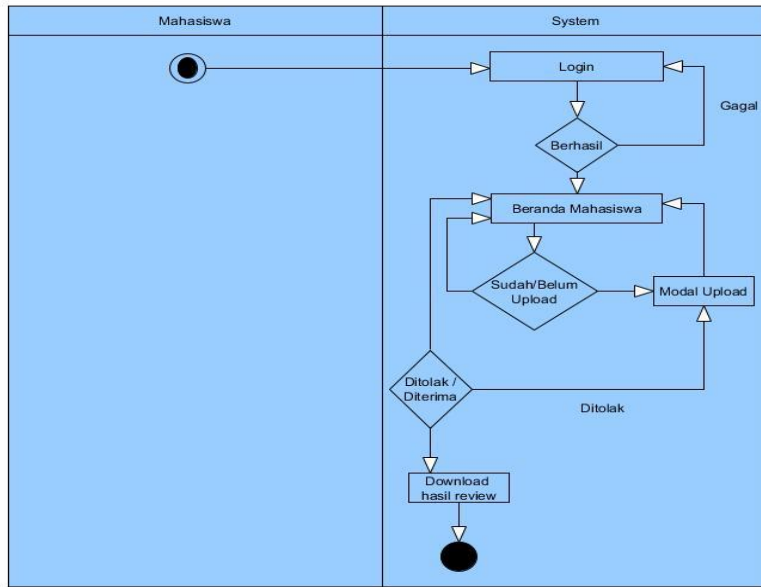 Mahasiswa
System
Login
Gagal
Berhasil
Beranda Mahasiswa
Sudah/Belum
Upload
Modal Upload
Ditolak /
Diterima
Ditolak
Download
hasil review